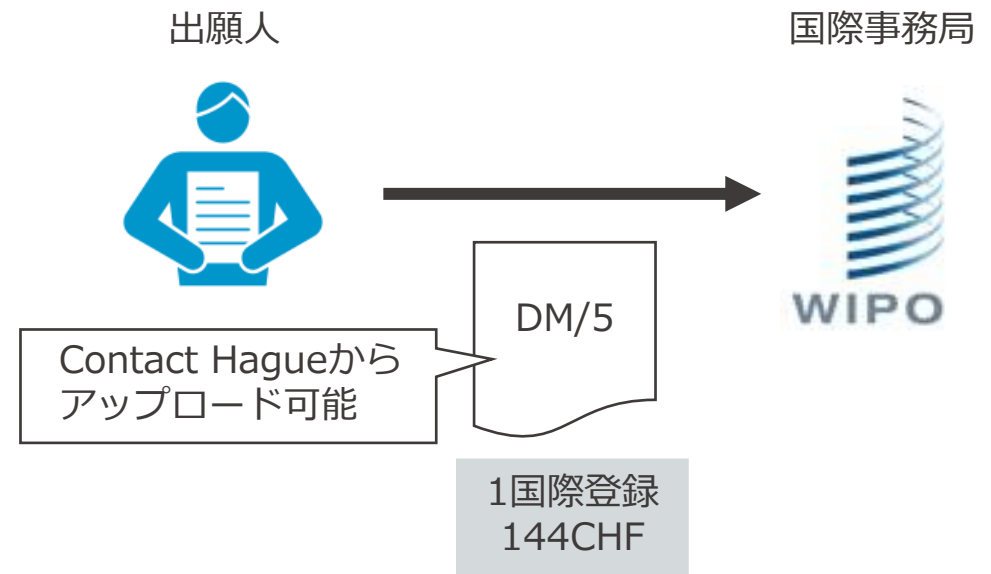 出願人
国際事務局
WIPO
DM/5
Contact Hagueから
アップロード可能
1国際登録
144CHF